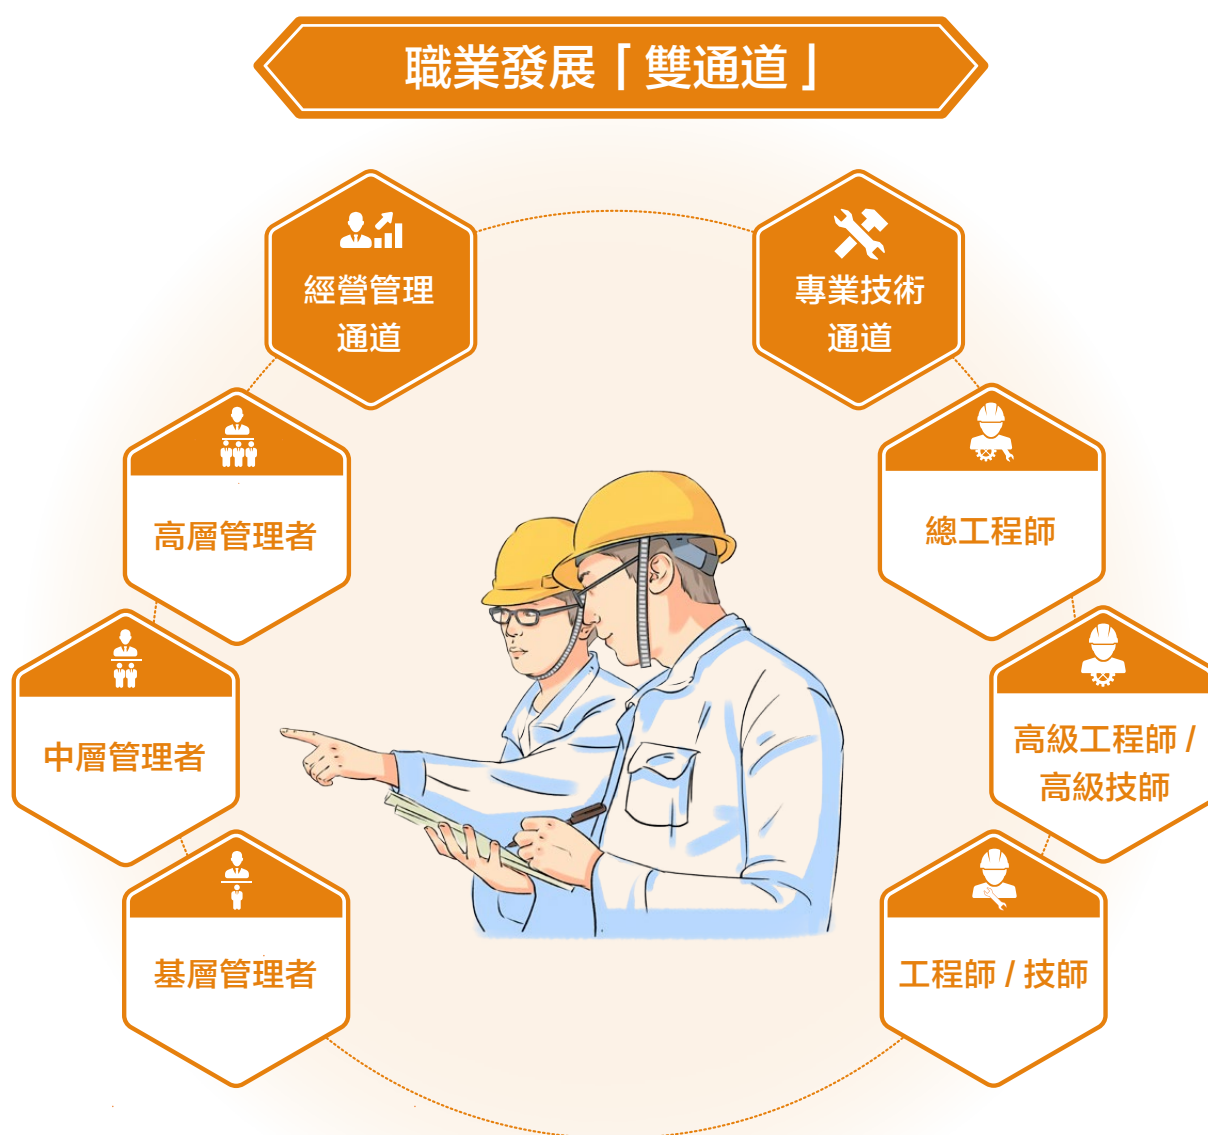 職業發展「雙通道」
經營管理
通道
專業技術
通道
高層管理者
總工程師
中層管理者
高級工程師 /
高級技師
基層管理者
工程師 / 技師